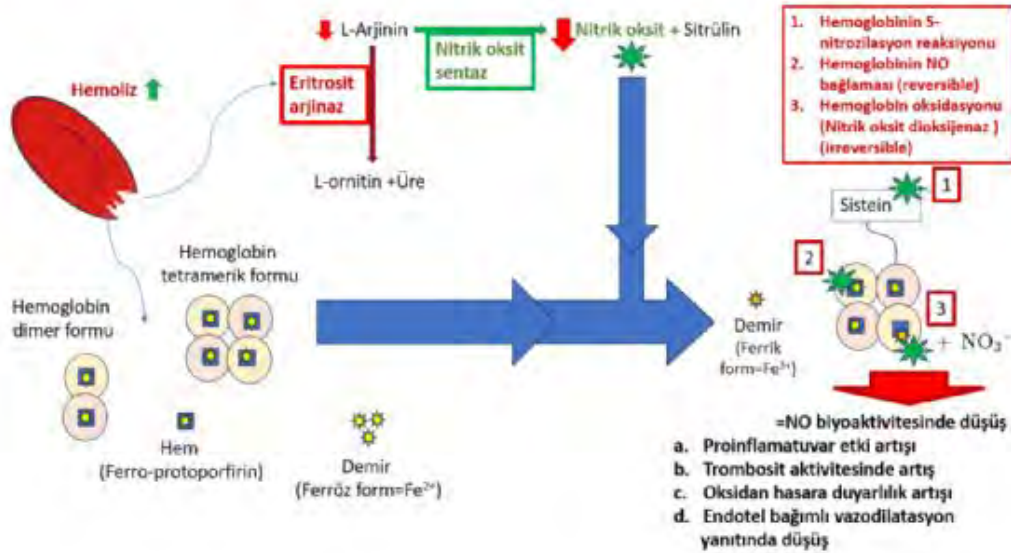 Hemoliz
L-Arjinin
Nitrik oksit + Sitrülin
Nitrik oksit
sentaz
Eritrosit
arjinaz
L-ornitin +Üre
1. Hemoglobinin S-
nitrozilasyon reaksiyonu
2. Hemoglobinin NO
bağlaması (reversible)
3. Hemoglobin oksidasyonu
(Nitrik oksit dioksijenaz )
(irreversible)
1
Sistein
2
3
+ NO₃⁻
Hemoglobin
tetramerik formu
Hemoglobin
dimer formu
Hem
(Ferro-protoporfirin)
Demir
(Ferröz form=Fe²⁺)
Demir
(Ferrik
form=Fe³⁺)
=NO biyoaktivitesinde düşüş
a. Proinflamatuvar etki artışı
b. Trombosit aktivitesinde artış
c. Oksidan hasara duyarlılık artışı
d. Endotel bağımlı vazodilatasyon
yanıtında düşüş